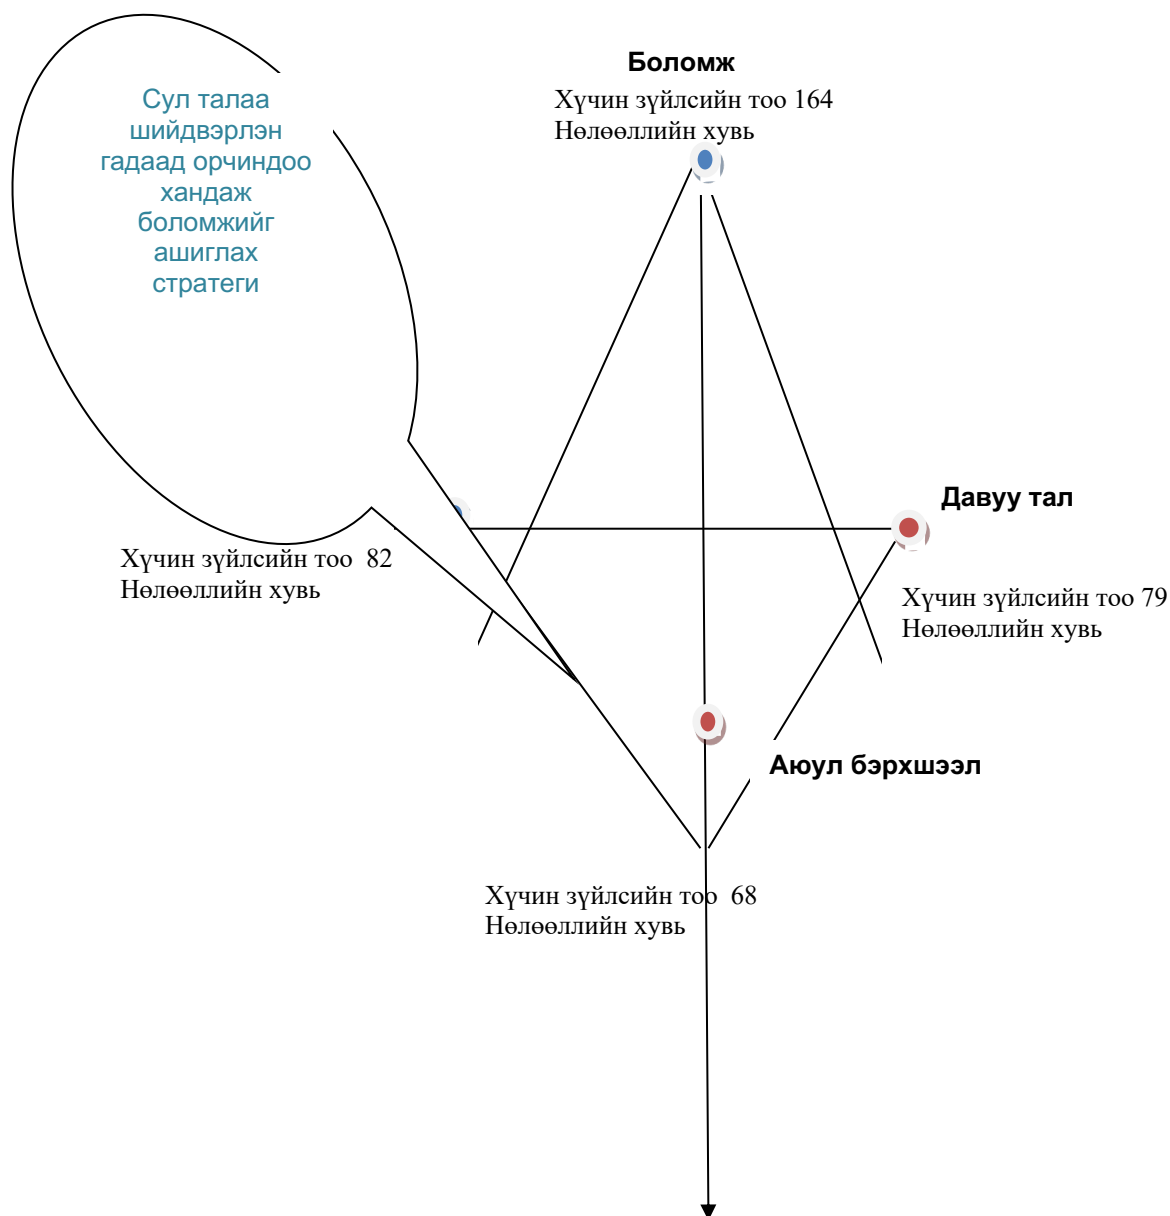 Боломж
Хүчин зүйлсийн тоо 164
Нөлөөллийн хувь
Сул талаа
шийдвэрлэн
гадаад орчиндоо
хандаж
боломжийг
ашиглах
стратеги
Давуу тал
Хүчин зүйлсийн тоо  82
Нөлөөллийн хувь
Хүчин зүйлсийн тоо 79
Нөлөөллийн хувь
Аюул бэрхшээл
Хүчин зүйлсийн тоо  68
Нөлөөллийн хувь